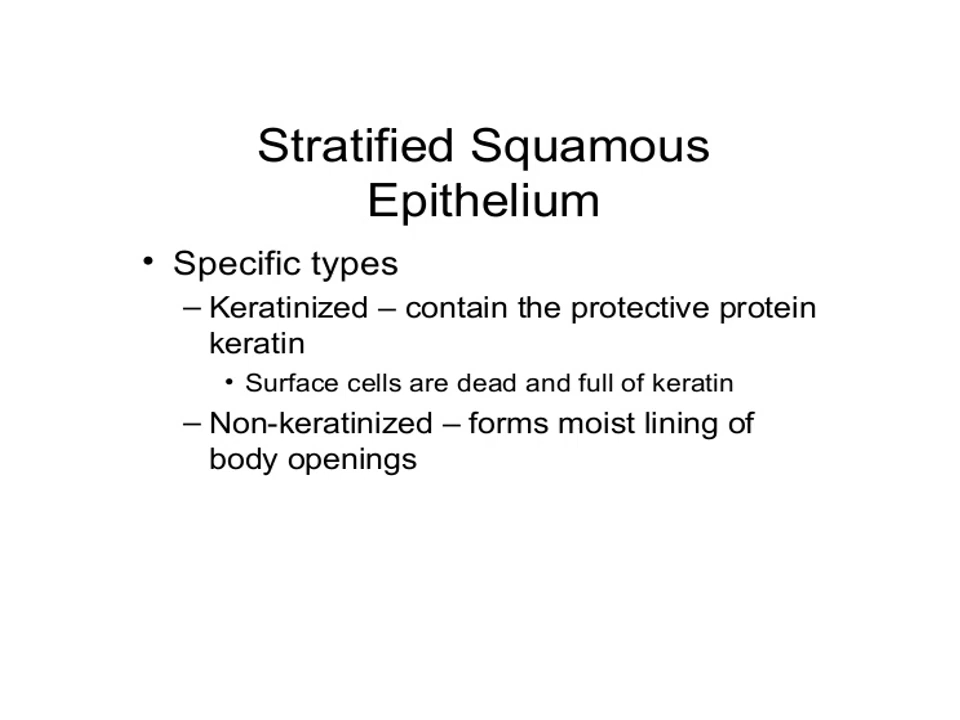 Stratified Squamous
Epithelium
• Specific types
– Keratinized – contain the protective protein
keratin
• Surface cells are dead and full of keratin
– Non-keratinized – forms moist lining of
body openings